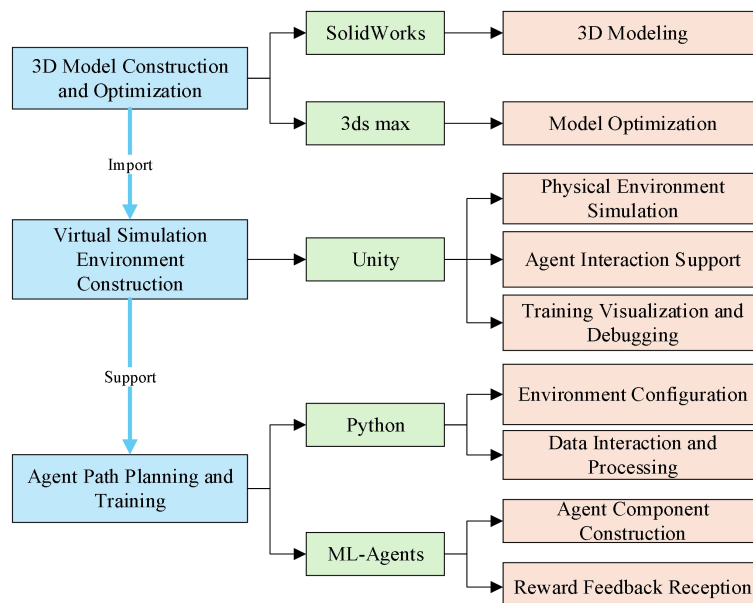 SolidWorks
3D Modeling
3D Model Construction
and Optimization
3ds max
Model Optimization
Import
Physical Environment
Simulation
Virtual Simulation
Environment
Construction
Unity
Agent Interaction Support
Training Visualization and
Debugging
Support
Environment Configuration
Python
Data Interaction and
Processing
Agent Path Planning and
Training
Agent Component
Construction
ML-Agents
Reward Feedback Reception